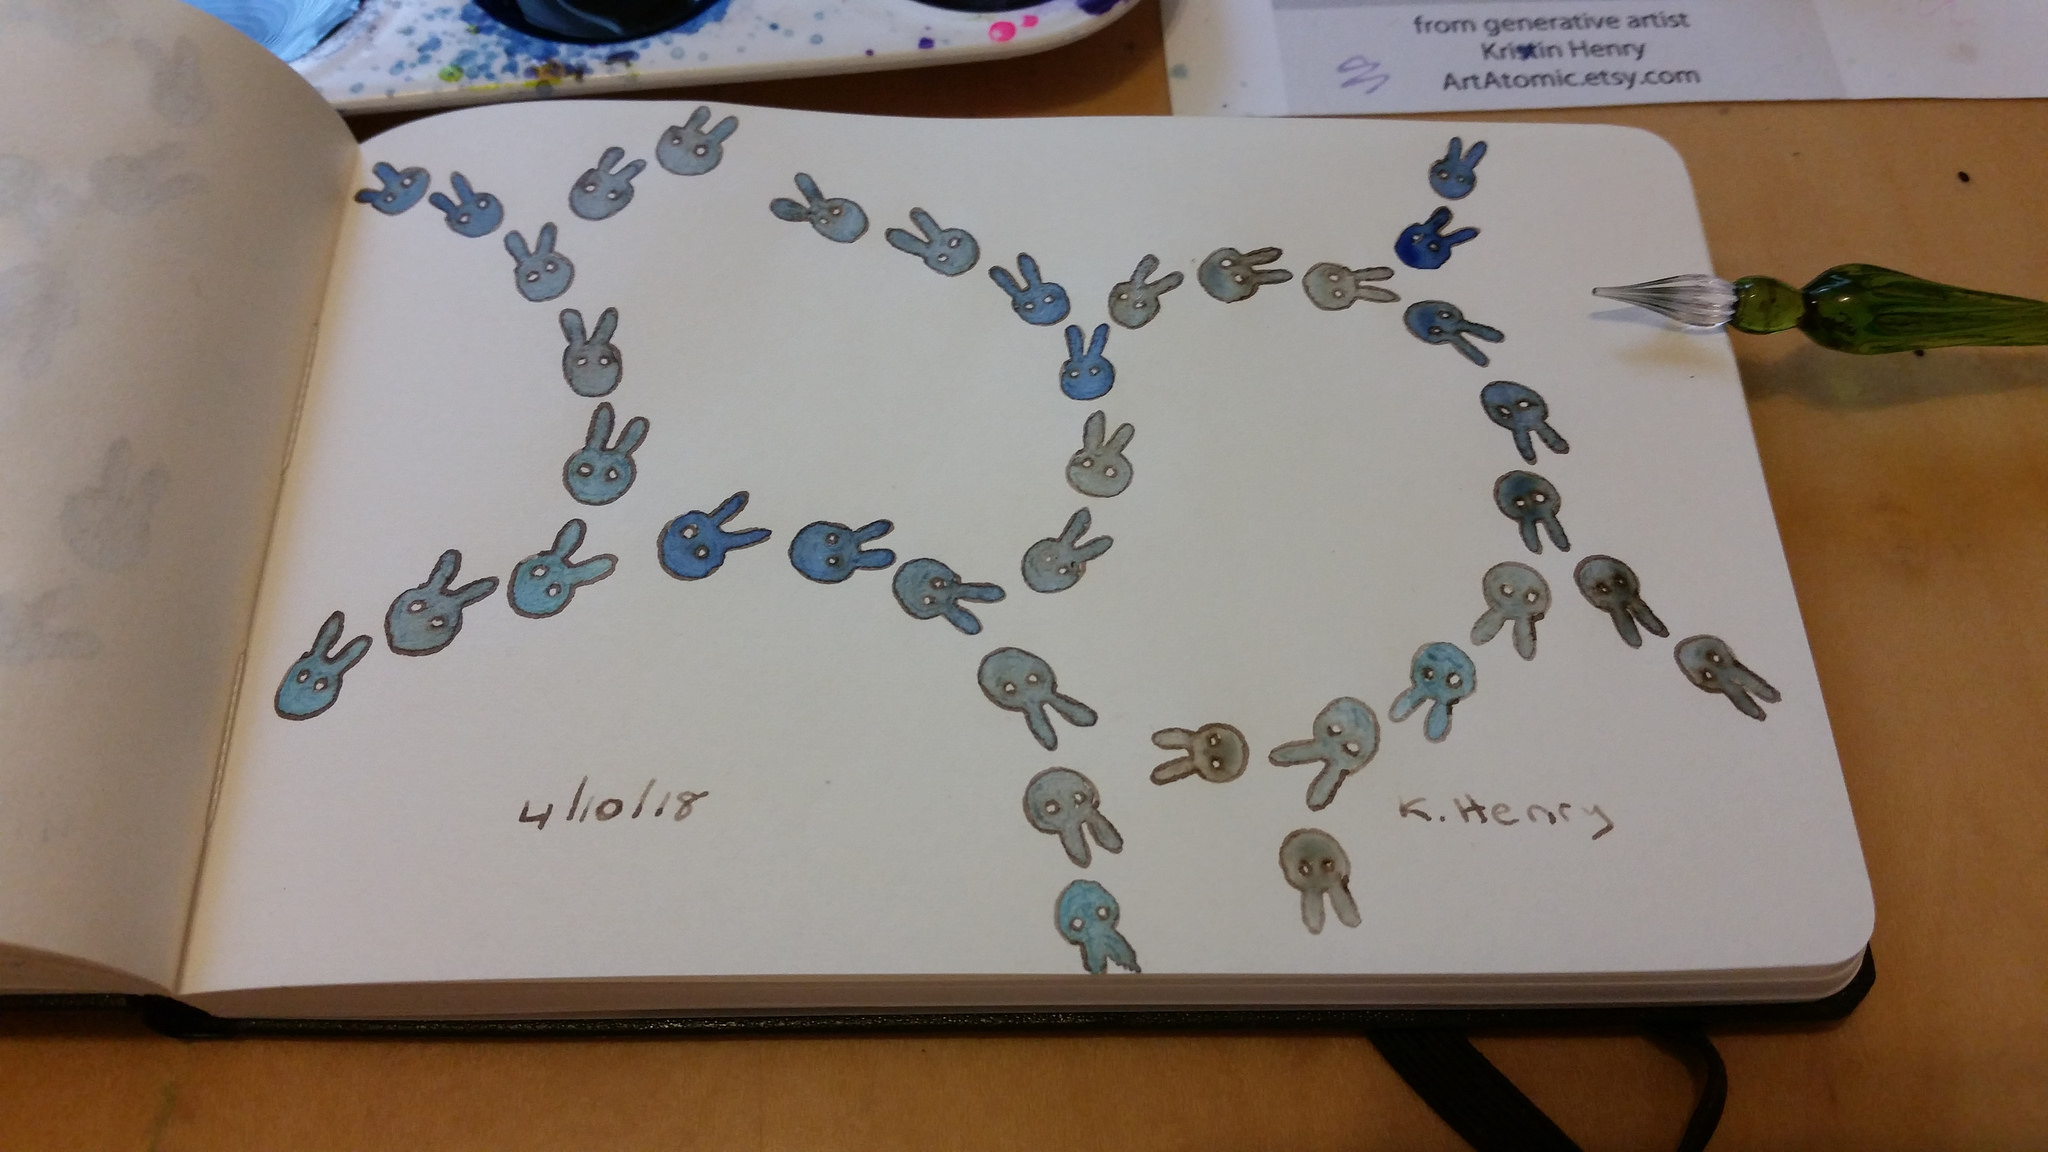 from generative artist
Kristin Henry
ArtAtomic.etsy.com
4/10/18
K. Henry